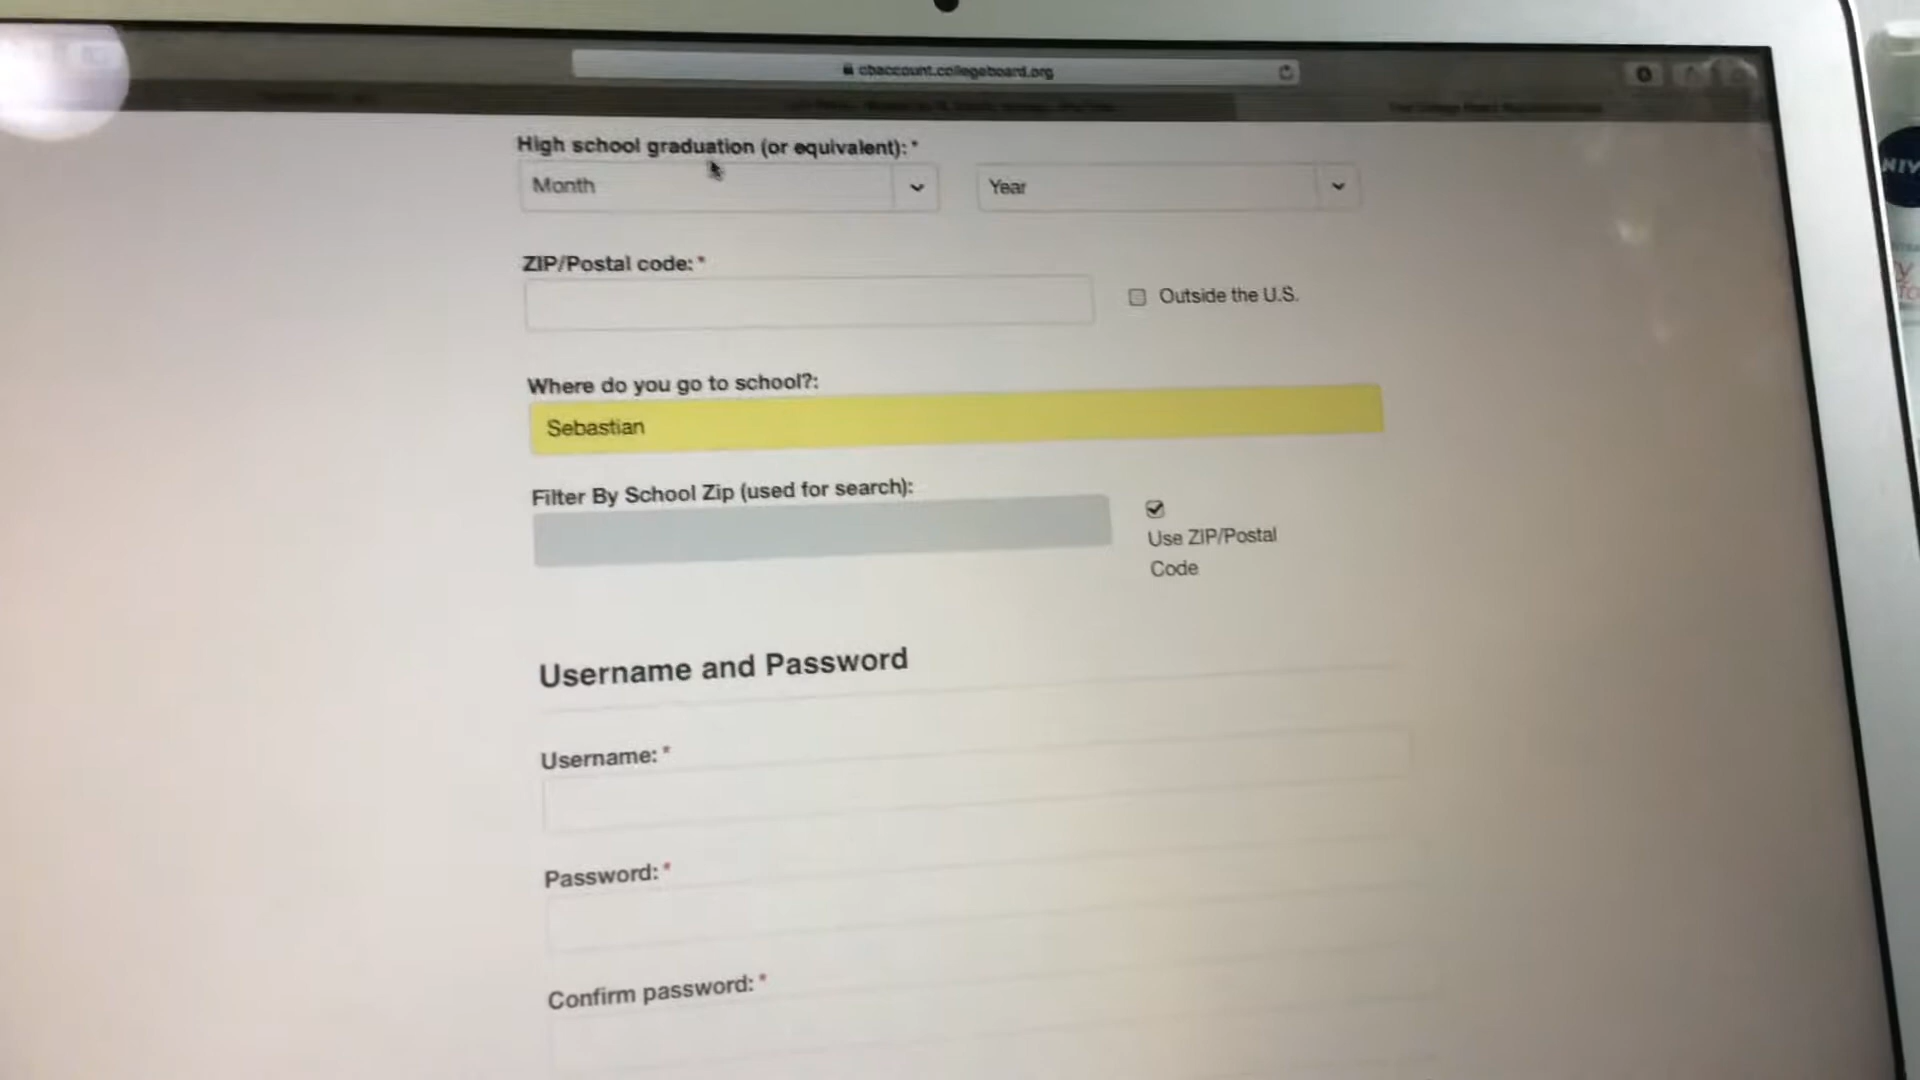 cbaccount.collegeboard.org
High school graduation (or equivalent): *
Month
Year
ZIP/Postal code: *
Outside the U.S.
Where do you go to school?:
Sebastian
Filter By School Zip (used for search):
Use ZIP/Postal
Code
Username and Password
Username: *
Password: *
Confirm password: *
NIV